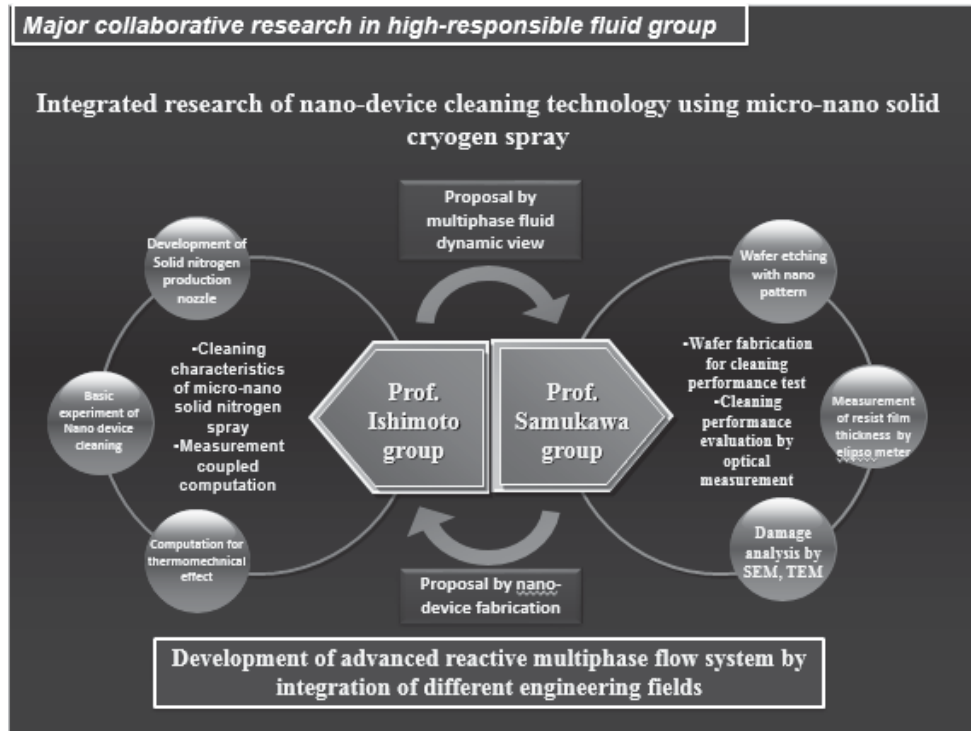 Major collaborative research in high-responsible fluid group
Integrated research of nano-device cleaning technology using micro-nano solid
cryogen spray
Proposal by
multiphase fluid
dynamic view
Development of
Solid nitrogen
production
nozzle
Basic
experiment of
Nano device
cleaning
Computation for
thermomechnical
effect
-Cleaning
characteristics
of micro-nano
solid nitrogen
spray
-Measurement
coupled
computation
Prof.
Ishimoto
group
Prof.
Samukawa
group
-Wafer fabrication
for cleaning
performance test
-Cleaning
performance
evaluation by
optical
measurement
Wafer etching
with nano
pattern
Measurement
of resist film
thickness by
elipso meter
Damage
analysis by
SEM, TEM
Proposal by nano-
device fabrication
Development of advanced reactive multiphase flow system by
integration of different engineering fields